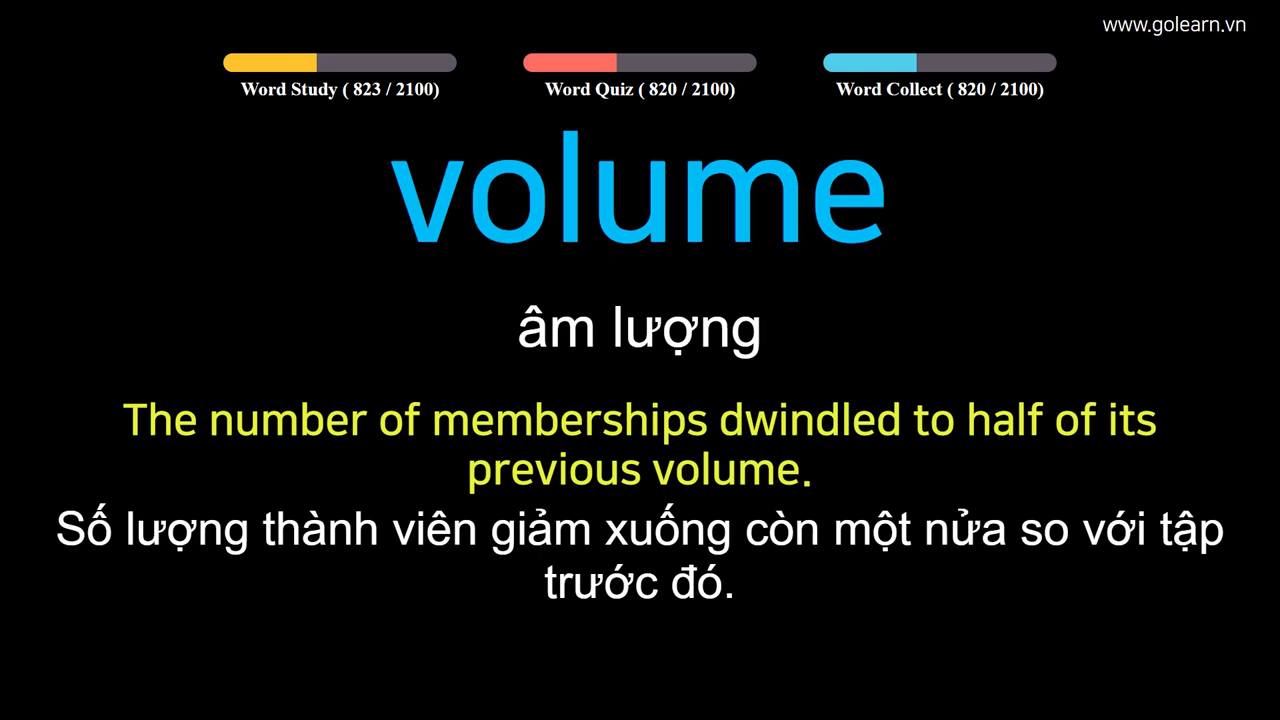 www.golearn.vn
Word Study ( 823 / 2100)
Word Quiz ( 820 / 2100)
Word Collect ( 820 / 2100)
volume
âm lượng
The number of memberships dwindled to half of its
previous volume.
Số lượng thành viên giảm xuống còn một nửa so với tập
trước đó.